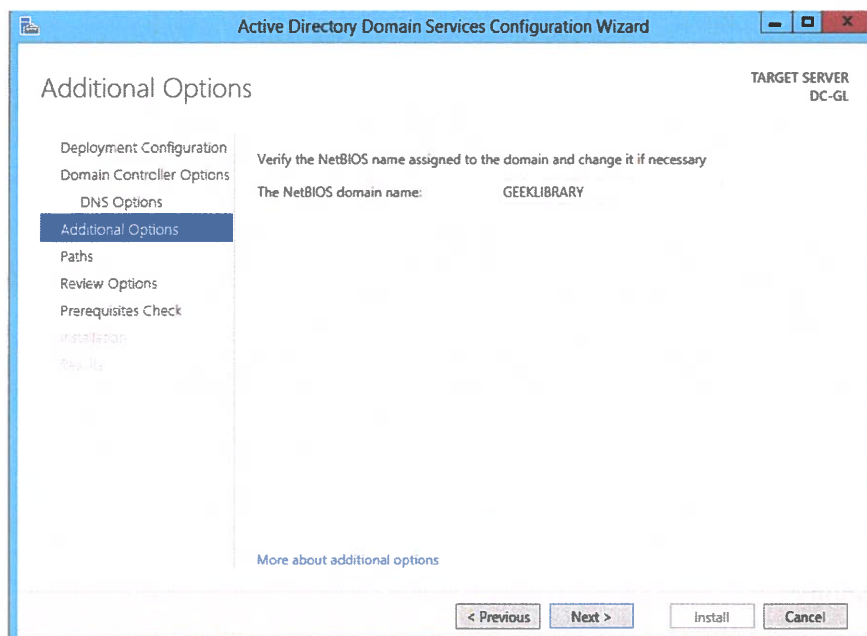 Active Directory Domain Services Configuration Wizard
Additional Options
TARGET SERVER
DC-GL
Deployment Configuration
Domain Controller Options
DNS Options
Additional Options
Paths
Review Options
Prerequisites Check
Installation
Results
Verify the NetBIOS name assigned to the domain and change it if necessary
The NetBIOS domain name: GEEKLIBRARY
More about additional options
< Previous Next > Install Cancel